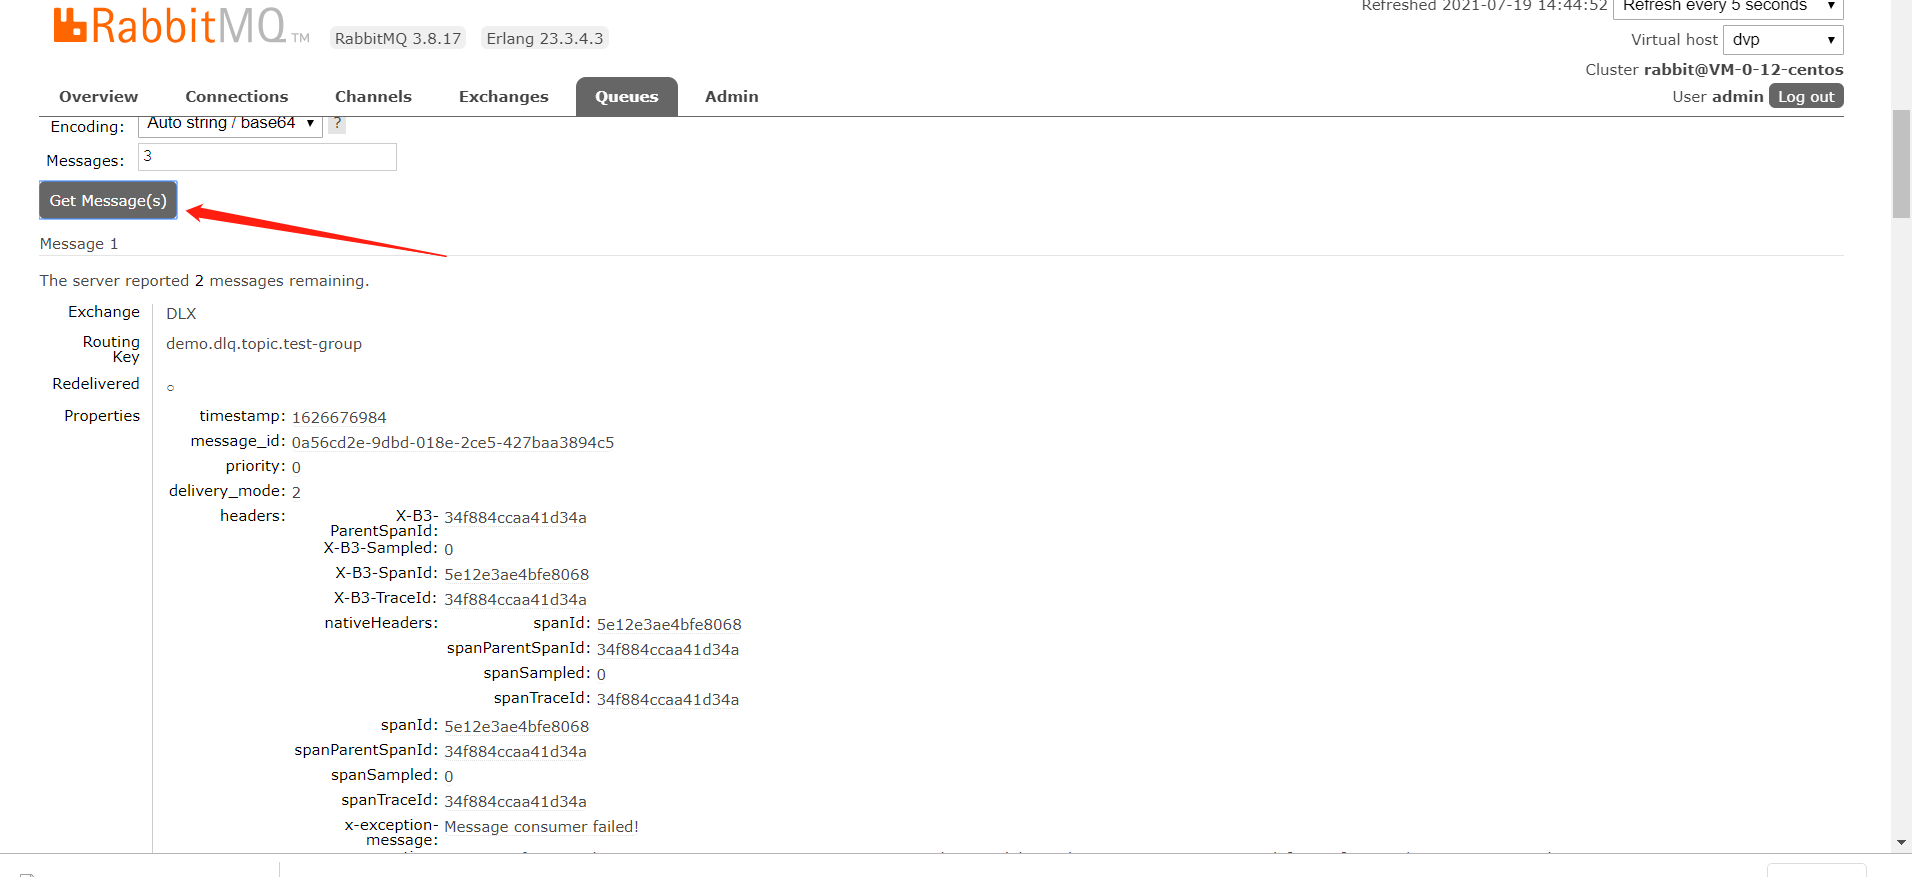 Refreshed 2021-07-19 14:44:52 Refresh every 5 seconds
RabbitMQ TM RabbitMQ 3.8.17 Erlang 23.3.4.3
Virtual host dvp
Cluster rabbit@VM-0-12-centos
User admin Log out
Overview Connections Channels Exchanges Queues Admin
Encoding: Auto string / base64 ?
Messages: 3
Get Message(s)
Message 1
The server reported 2 messages remaining.
Exchange DLX
Routing
Key demo.dlq.topic.test-group
Redelivered ○
Properties timestamp: 1626676984
message_id: 0a56cd2e-9dbd-018e-2ce5-427baa3894c5
priority: 0
delivery_mode: 2
headers: X-B3-
ParentSpanId: 34f884ccaa41d34a
X-B3-Sampled: 0
X-B3-SpanId: 5e12e3ae4bfe8068
X-B3-TraceId: 34f884ccaa41d34a
nativeHeaders: spanId: 5e12e3ae4bfe8068
spanParentSpanId: 34f884ccaa41d34a
spanSampled: 0
spanTraceId: 34f884ccaa41d34a
spanId: 5e12e3ae4bfe8068
spanParentSpanId: 34f884ccaa41d34a
spanSampled: 0
spanTraceId: 34f884ccaa41d34a
x-exception-
message: Message consumer failed!